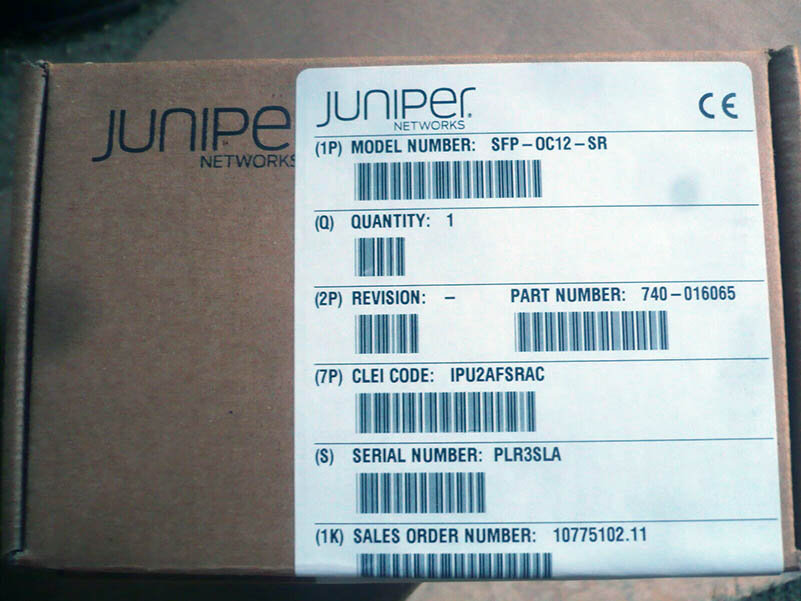 JUNIPE
NETWORKS
JUNIPER
NETWORKS
CE
(1P) MODEL NUMBER: SFP-OC12-SR
(Q) QUANTITY: 1
(2P) REVISION: - PART NUMBER: 740-016065
(7P) CLEI CODE: IPU2AFSRAC
(S) SERIAL NUMBER: PLR3SLA
(1K) SALES ORDER NUMBER: 10775102.11